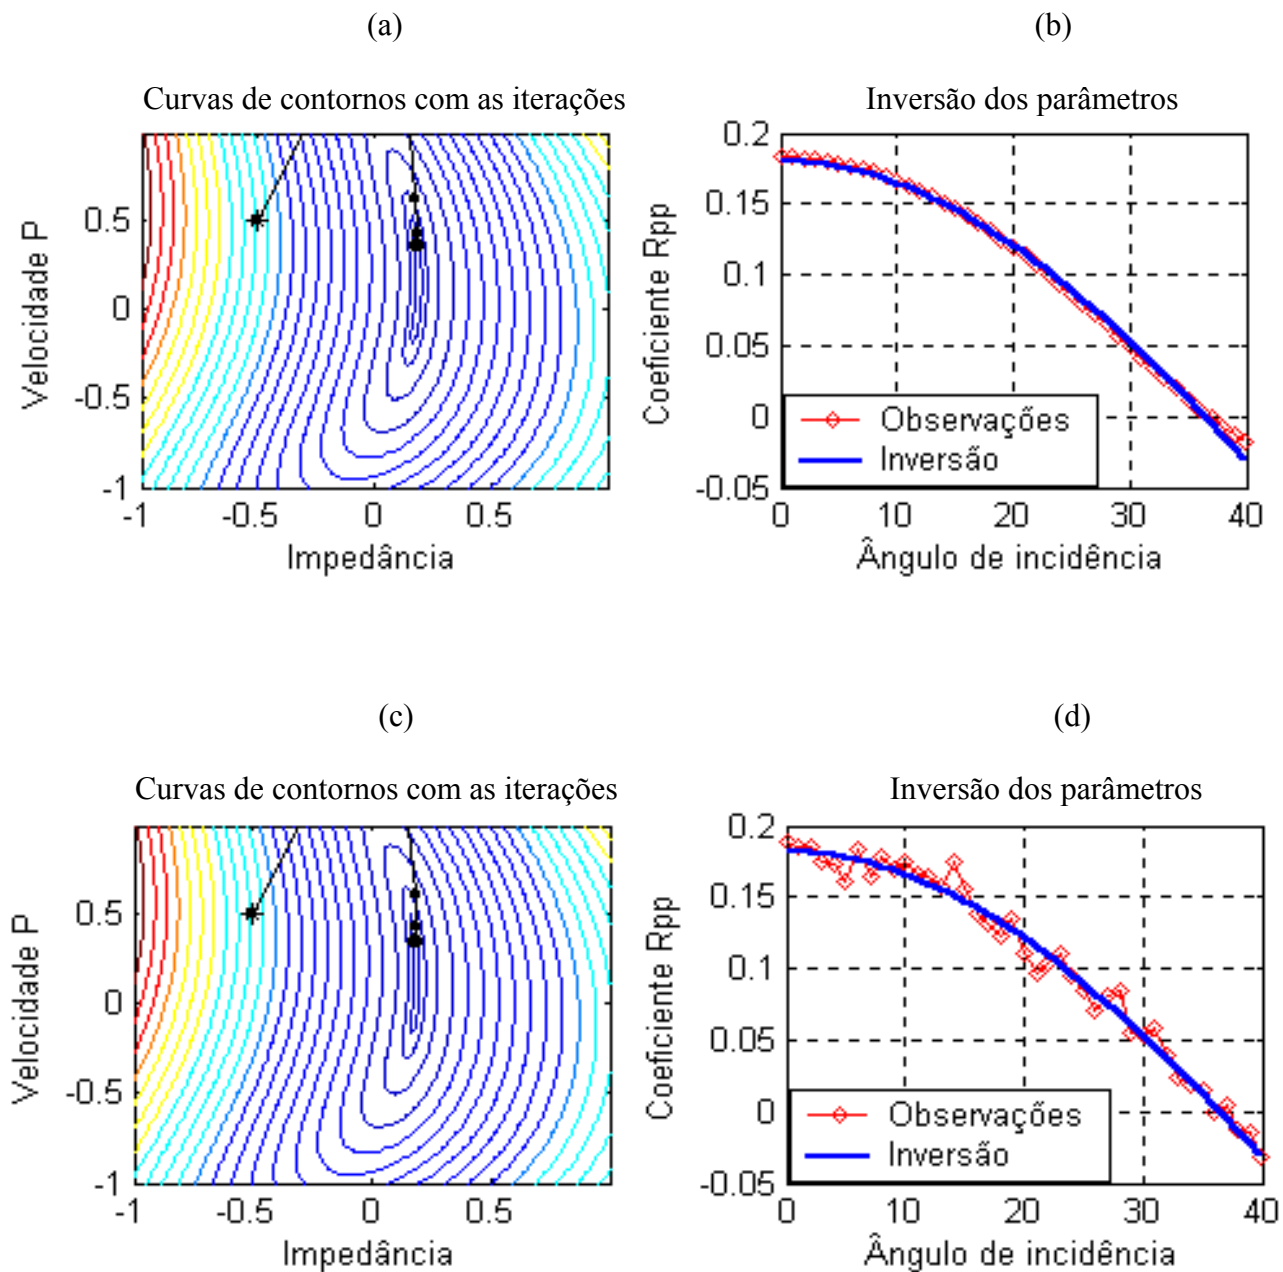 (a)
(b)
Curvas de contornos com as iterações
Inversão dos parâmetros
Velocidade P
0.5
0
-0.5
-1
-1
-0.5
0
0.5
Impedância
Coeficiente Rpp
0.2
0.15
0.1
0.05
0
-0.05
Observações
Inversão
0
10
20
30
40
Ângulo de incidência
(c)
(d)
Curvas de contornos com as iterações
Inversão dos parâmetros
Velocidade P
0.5
0
-0.5
-1
-1
-0.5
0
0.5
Impedância
Coeficiente Rpp
0.2
0.15
0.1
0.05
0
-0.05
Observações
Inversão
0
10
20
30
40
Ângulo de incidência